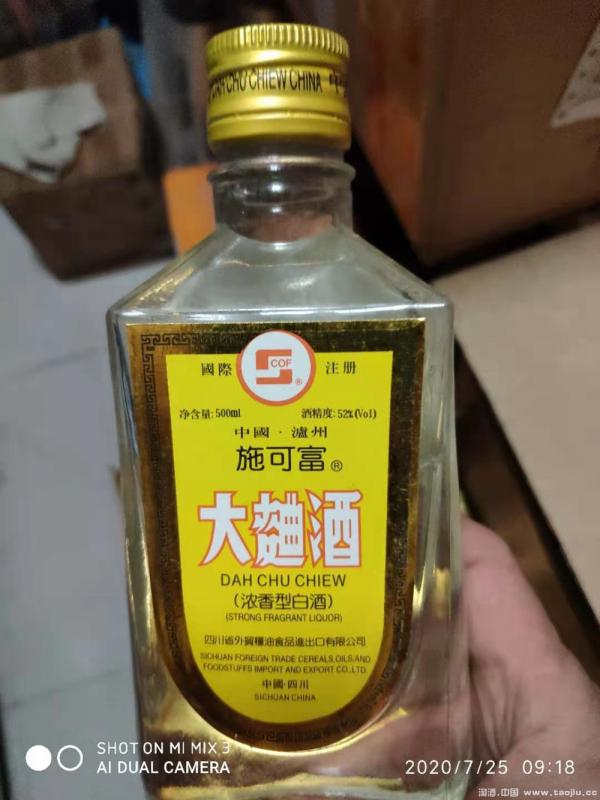 DAH CHU CHIEW CHINA
國際
COF
®
注册
净含量:500ml
酒精度:52%(Vol)
中國·瀘州
施可富®
大麯酒
DAH CHU CHIEW
(浓香型白酒)
(STRONG FRAGRANT LIQUOR)
四川省外貿糧油食品進出口有限公司
SICHUAN FOREIGN TRADE CEREALS,OILS,AND
FOODSTUFFS IMPORT AND EXPORT CO.,LTD.
中國·四川
SICHUAN CHINA
SHOT ON MI MIX 3
AI DUAL CAMERA
2020/7/25 09:18
淘酒.中国 www.taojiu.cc